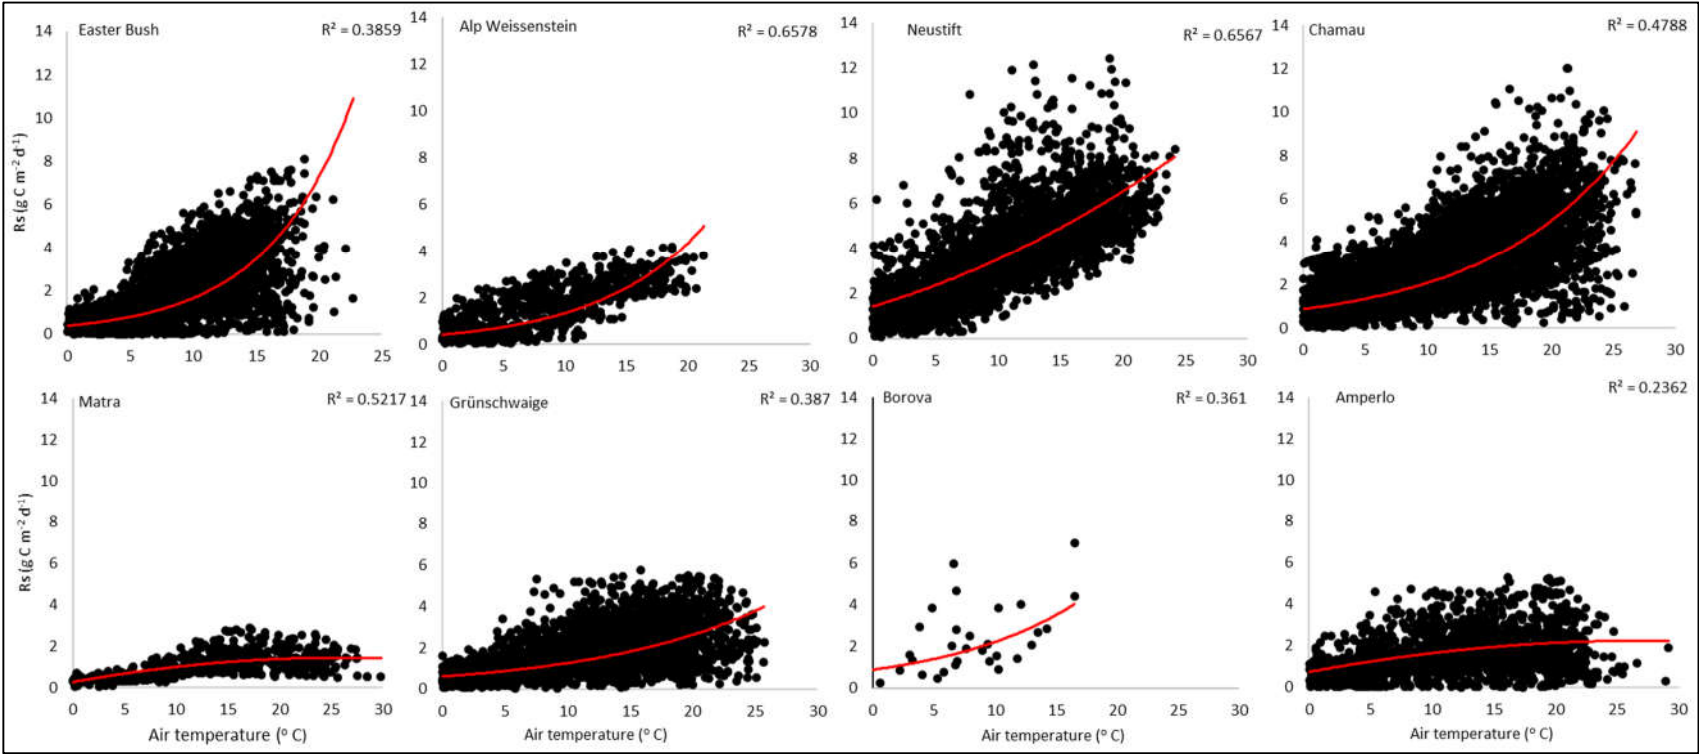 Easter Bush
R² = 0.3859
Rs (g C m⁻² d⁻¹)
14
12
10
8
6
4
2
0
0 5 10 15 20 25
Alp Weissenstein
R² = 0.6578
14
12
10
8
6
4
2
0
0 5 10 15 20 25 30
Neustift
R² = 0.6567
14
12
10
8
6
4
2
0
0 5 10 15 20 25 30
Chamau
R² = 0.4788
14
12
10
8
6
4
2
0
0 5 10 15 20 25 30
Matra
R² = 0.5217
Rs (g C m⁻² d⁻¹)
14
12
10
8
6
4
2
0
0 5 10 15 20 25 30
Air temperature (° C)
Grünschwaige
R² = 0.387
14
12
10
8
6
4
2
0
0 5 10 15 20 25 30
Air temperature (° C)
Borova
R² = 0.361
14
12
10
8
6
4
2
0
0 5 10 15 20 25 30
Air temperature (° C)
Amperlo
R² = 0.2362
14
12
10
8
6
4
2
0
0 5 10 15 20 25 30
Air temperature (° C)